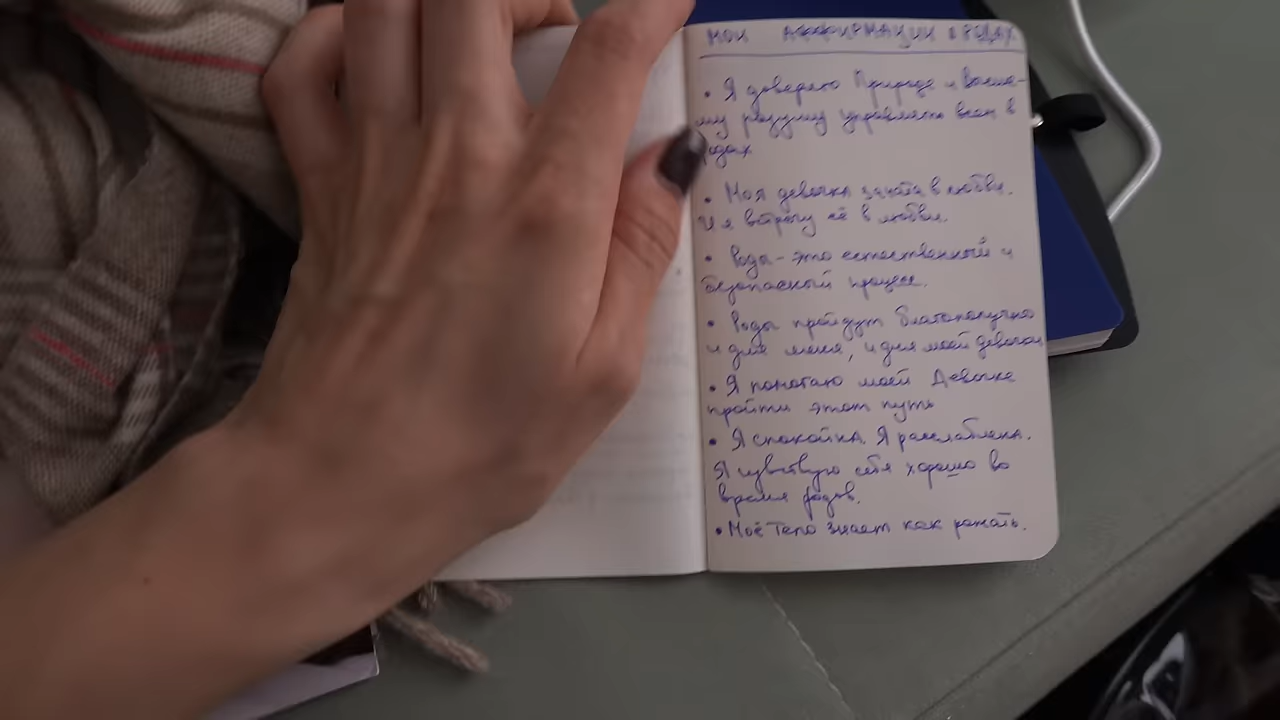 МОИ АФФИРМАЦИИ О РОДАХ
• Я доверяю Природе и Высше-
му разуму управлять всем в
родах
• Моя девочка зачата в любви.
И я встречу её в любви.
• Роды - это естественный и
безопасный процесс.
• Роды пройдут благополучно
и для меня, и для моей девочки
• Я помогаю моей Девочке
пройти этот путь
• Я спокойна. Я расслаблена.
Я чувствую себя хорошо во
время родов.
• Моё Тело знает как рожать.